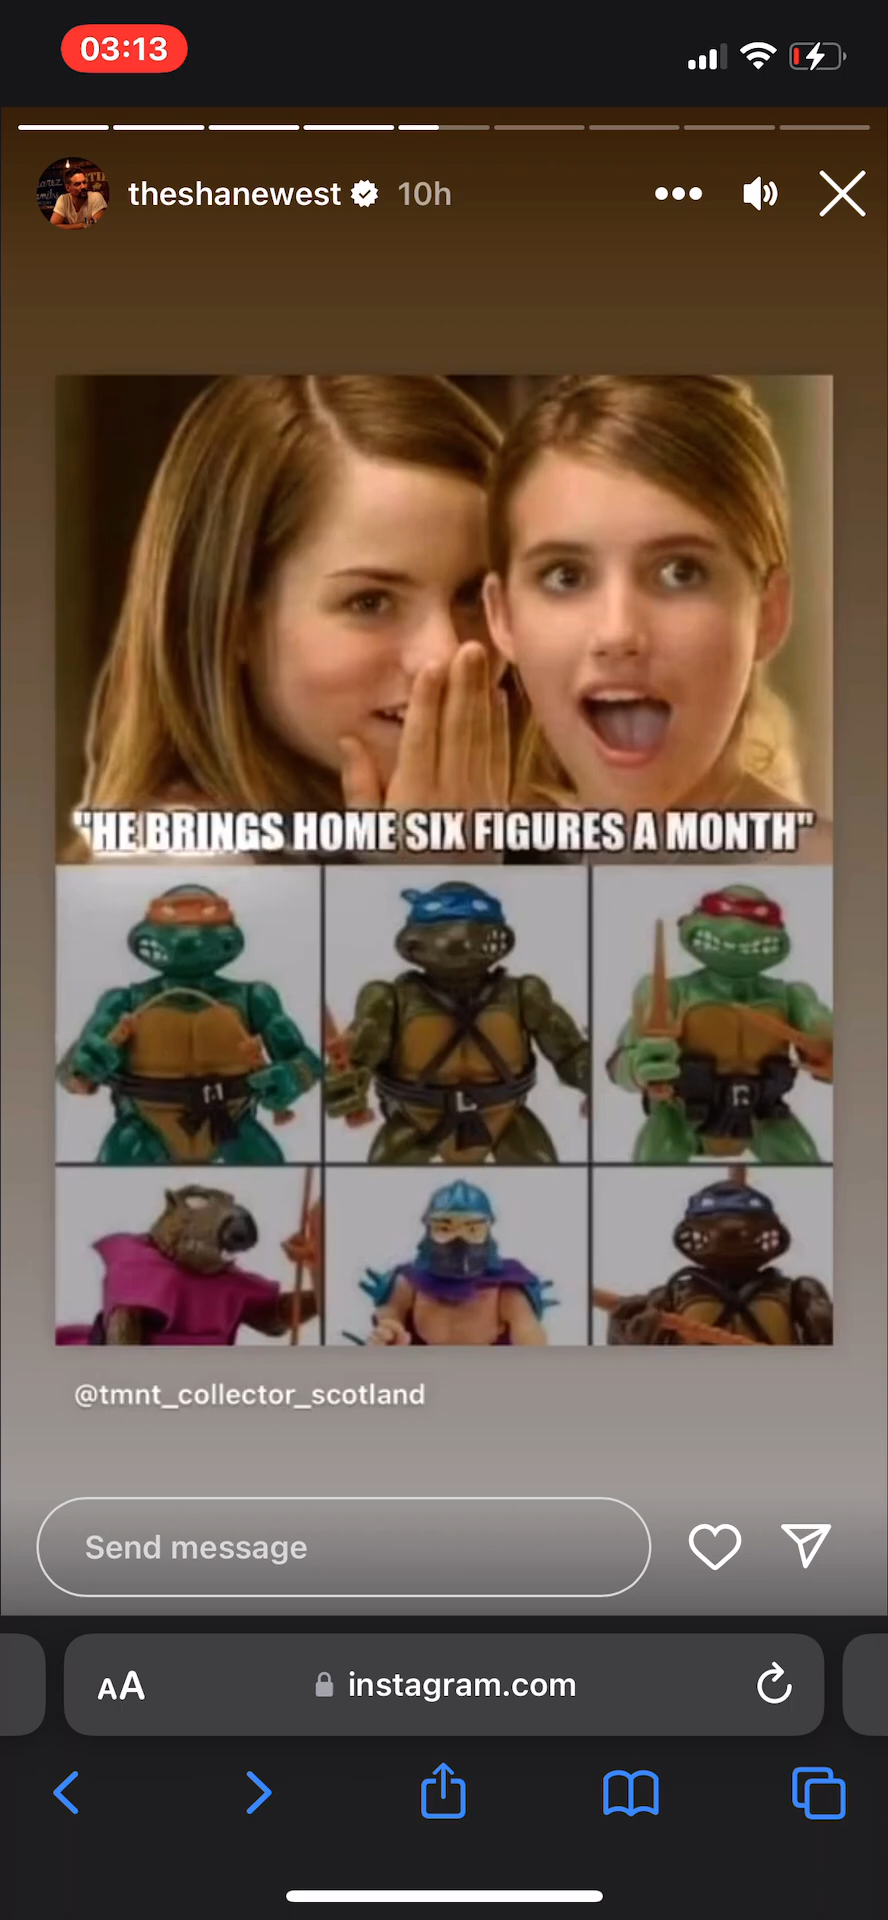 03:13
theshanewest 10h
"HE BRINGS HOME SIX FIGURES A MONTH"
L
@tmnt_collector_scotland
Send message
AA instagram.com